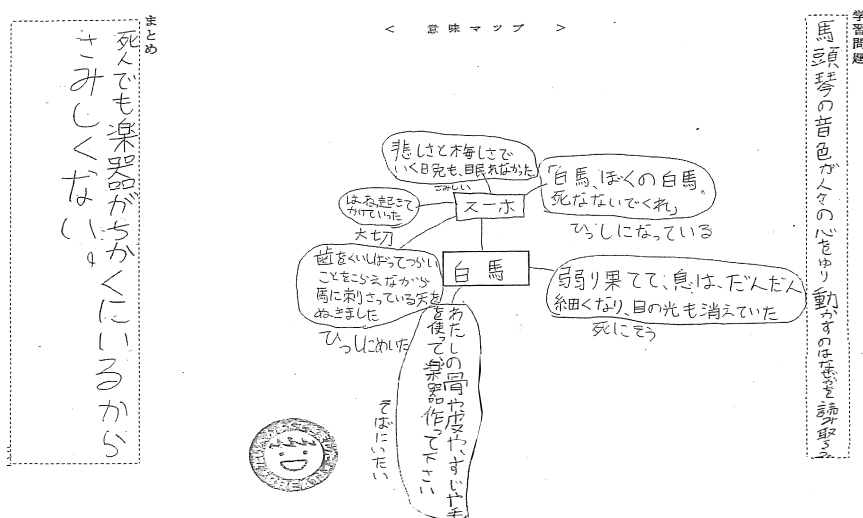 学習問題
馬頭琴の音色が人々の心をゆり動かすのはなぜかを読み取ろう
< 意味マップ >
悲しさと悔しさで
いく日免も、眠れなかった
さみしい
「白馬、ぼくの白馬。
死なないでくれ」
ひっしになっている
はね起きて
かけていった
大切
スーホ
白馬
歯をくいしばってつらい
ことをこらえながら
馬に刺さっている矢を
ぬきました
ひっしにめいた
弱り果てて、息は、だんだん
細くなり、目の光も消えていた
死にそう
わたしの骨や皮や、すじや毛
を使って、楽器作って下さい
そばにいたい
まとめ
死んでも楽器がちかくにいるから
さみしくない。